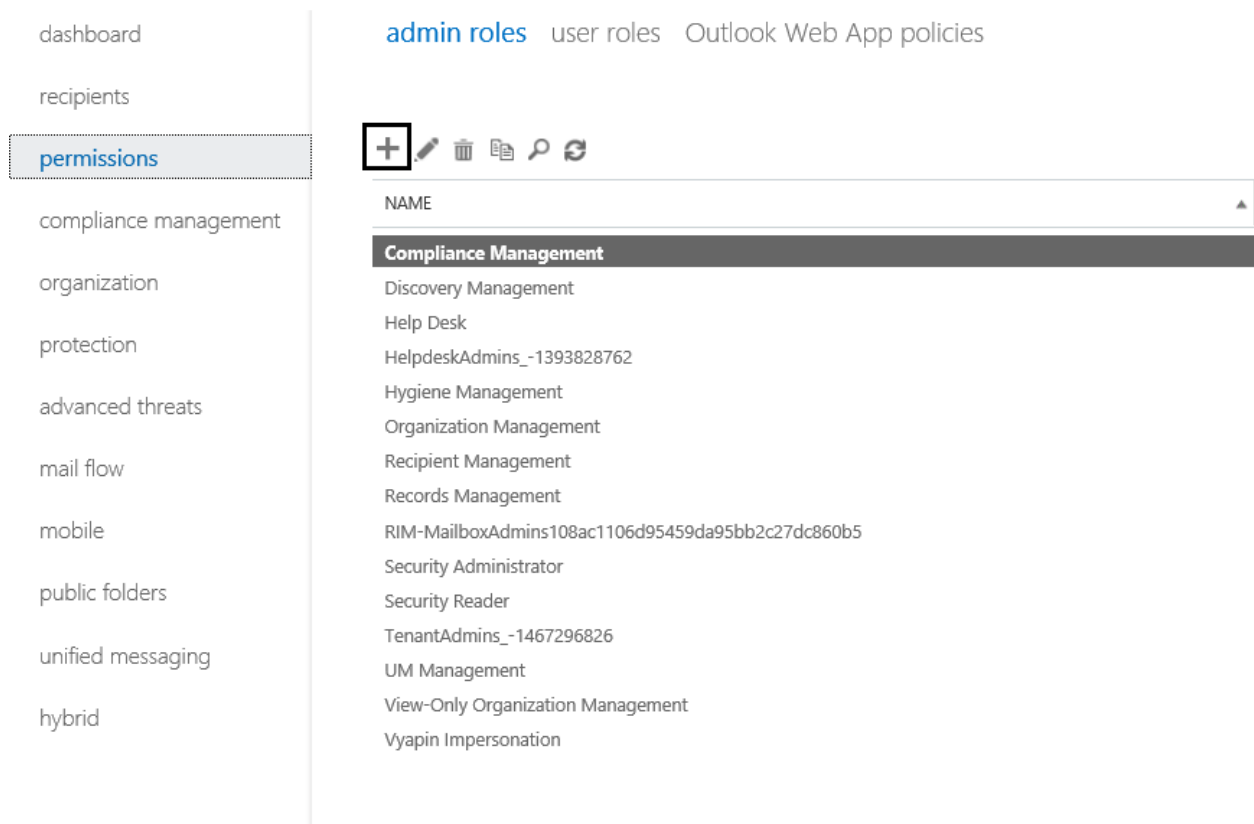 dashboard
recipients
permissions
compliance management
organization
protection
advanced threats
mail flow
mobile
public folders
unified messaging
hybrid
admin roles user roles Outlook Web App policies
NAME
Compliance Management
Discovery Management
Help Desk
HelpdeskAdmins_-1393828762
Hygiene Management
Organization Management
Recipient Management
Records Management
RIM-MailboxAdmins108ac1106d95459da95bb2c27dc860b5
Security Administrator
Security Reader
TenantAdmins_-1467296826
UM Management
View-Only Organization Management
Vyapin Impersonation